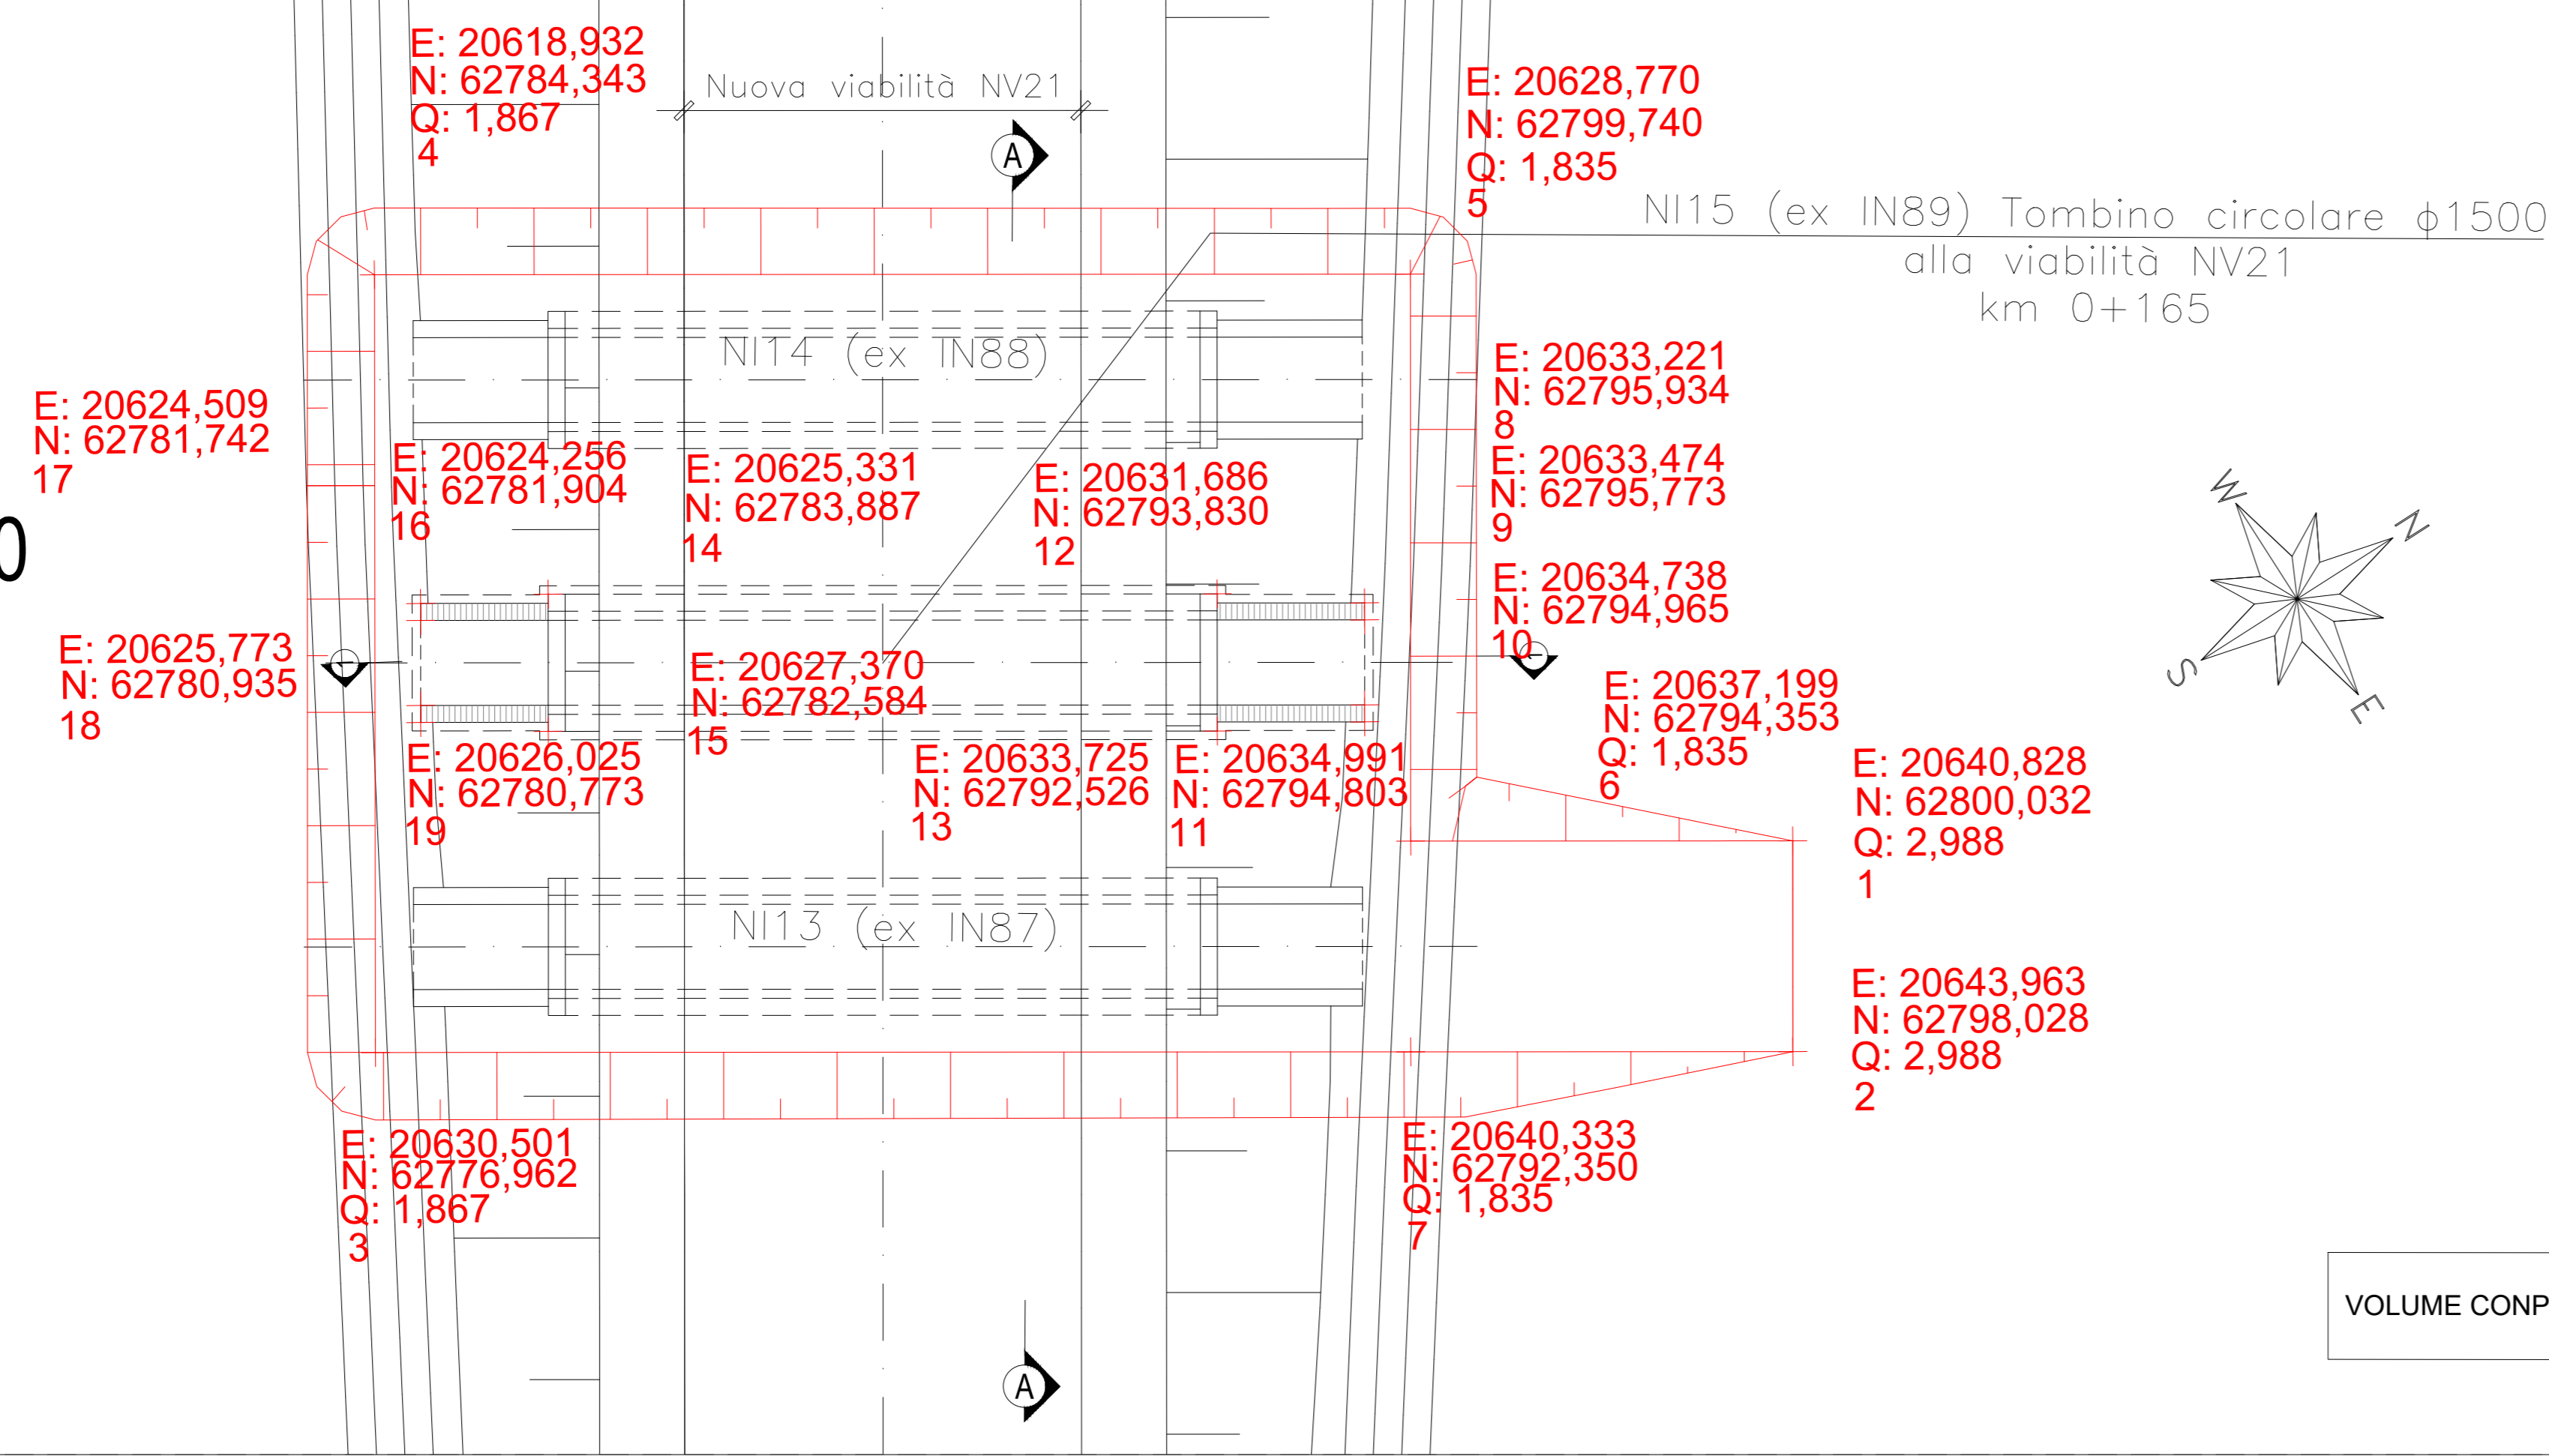 E: 20618,932
N: 62784,343
Q: 1,867
4
Nuova viabilità NV21
A
E: 20628,770
N: 62799,740
Q: 1,835
5
NI15 (ex IN89) Tombino circolare ϕ1500
alla viabilità NV21
km 0+165
NI14 (ex IN88)
E: 20633,221
N: 62795,934
8
E: 20624,509
N: 62781,742
17
E: 20624,256
N: 62781,904
16
E: 20625,331
N: 62783,887
14
E: 20631,686
N: 62793,830
12
E: 20633,474
N: 62795,773
9
W
N
S
E
0
E: 20634,738
N: 62794,965
10
E: 20625,773
N: 62780,935
18
E: 20627,370
N: 62782,584
15
E: 20637,199
N: 62794,353
Q: 1,835
6
E: 20626,025
N: 62780,773
19
E: 20633,725
N: 62792,526
13
E: 20634,991
N: 62794,803
11
E: 20640,828
N: 62800,032
Q: 2,988
1
NI13 (ex IN87)
E: 20643,963
N: 62798,028
Q: 2,988
2
E: 20630,501
N: 62776,962
Q: 1,867
3
E: 20640,333
N: 62792,350
Q: 1,835
7
VOLUME CONP
A